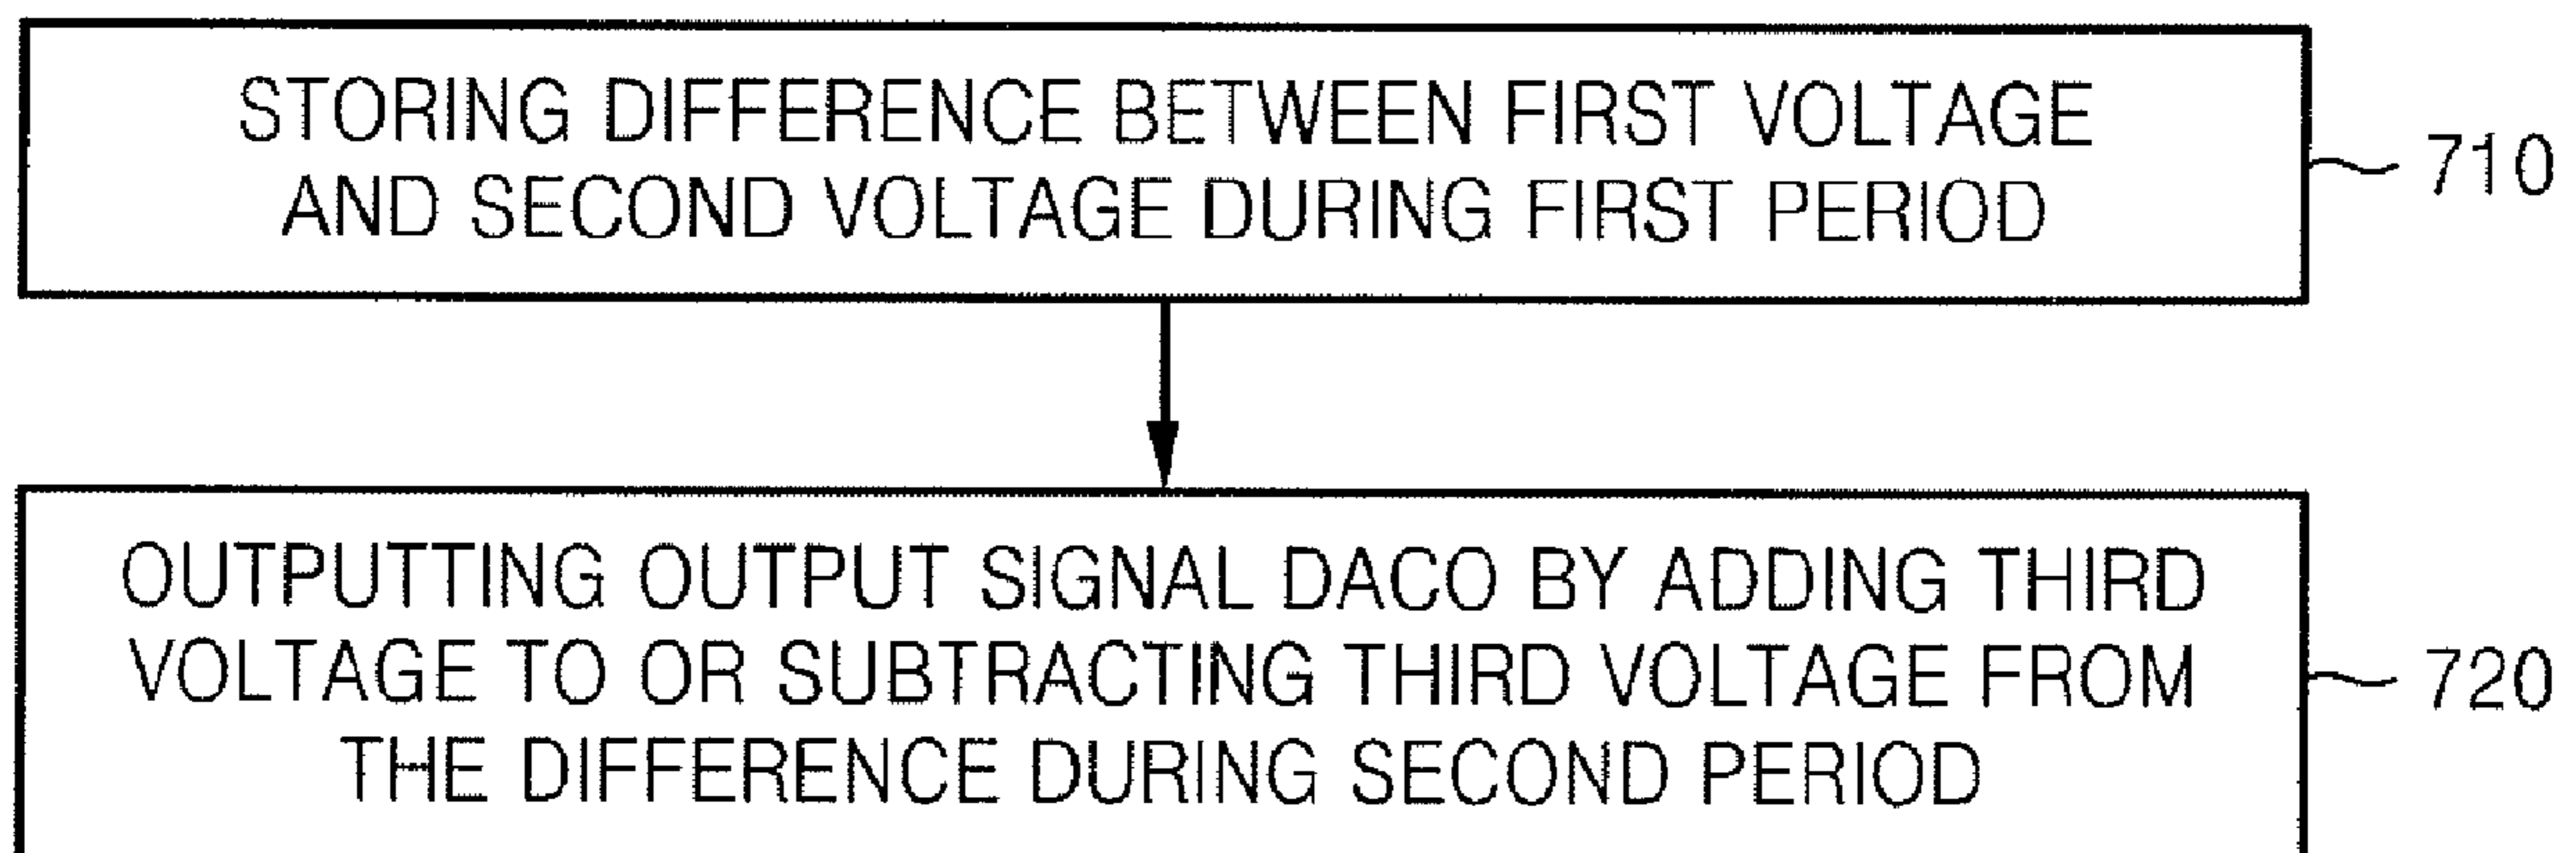 STORING DIFFERENCE BETWEEN FIRST VOLTAGE
AND SECOND VOLTAGE DURING FIRST PERIOD
710
OUTPUTTING OUTPUT SIGNAL DACO BY ADDING THIRD
VOLTAGE TO OR SUBTRACTING THIRD VOLTAGE FROM
THE DIFFERENCE DURING SECOND PERIOD
720